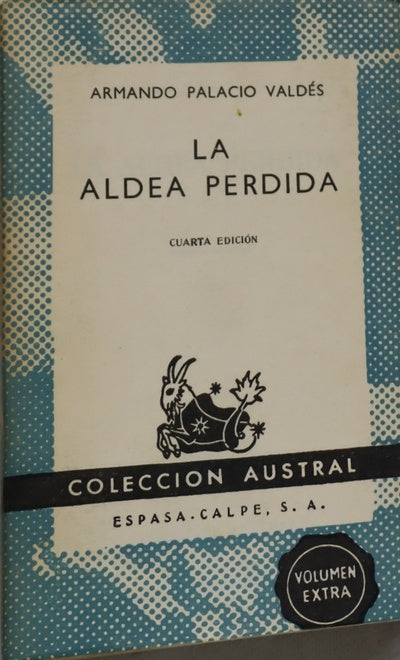 ARMANDO PALACIO VALDÉS
LA
ALDEA PERDIDA
CUARTA EDICIÓN
COLECCION AUSTRAL
ESPASA-CALPE, S. A.
VOLUMEN
EXTRA